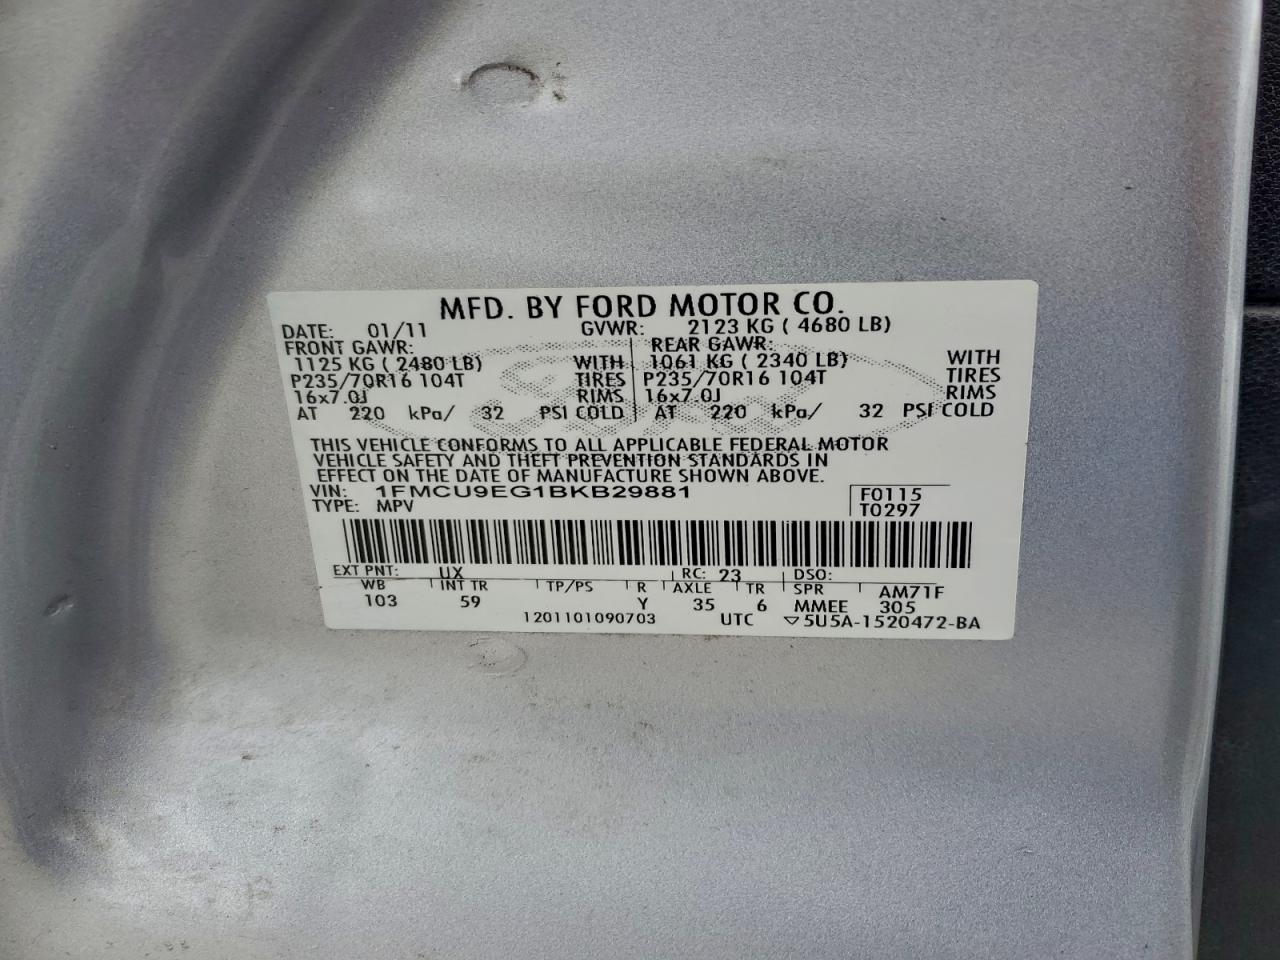 MFD. BY FORD MOTOR CO.
DATE: 01/11 GVWR: 2123 KG ( 4680 LB)
FRONT GAWR: REAR GAWR:
1125 KG ( 2480 LB) WITH 1061 KG ( 2340 LB) WITH
P235/70R16 104T TIRES P235/70R16 104T TIRES
16x7.0J RIMS 16x7.0J RIMS
AT 220 kPa/ 32 PSI COLD AT 220 kPa/ 32 PSI COLD
THIS VEHICLE CONFORMS TO ALL APPLICABLE FEDERAL MOTOR
VEHICLE SAFETY AND THEFT PREVENTION STANDARDS IN
EFFECT ON THE DATE OF MANUFACTURE SHOWN ABOVE.
VIN: 1FMCU9EG1BKB29881 F0115
TYPE: MPV T0297
EXT PNT: UX RC: 23 DSO:
WB INT TR TP/PS R AXLE TR SPR AM71F
103 59 Y 35 6 MMEE 305
1201101090703 UTC ▽5U5A-1520472-BA